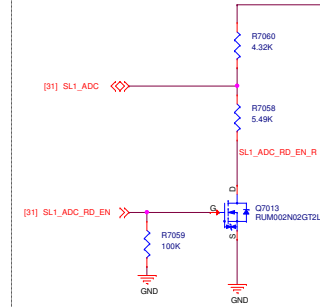 R7060
4.32K
[31] SL1_ADC
R7058
5.49K
SL1_ADC_RD_EN_R
D
[31] SL1_ADC_RD_EN
G
Q7013
RUM002N02GT2L
S
R7059
100K
GND
GND